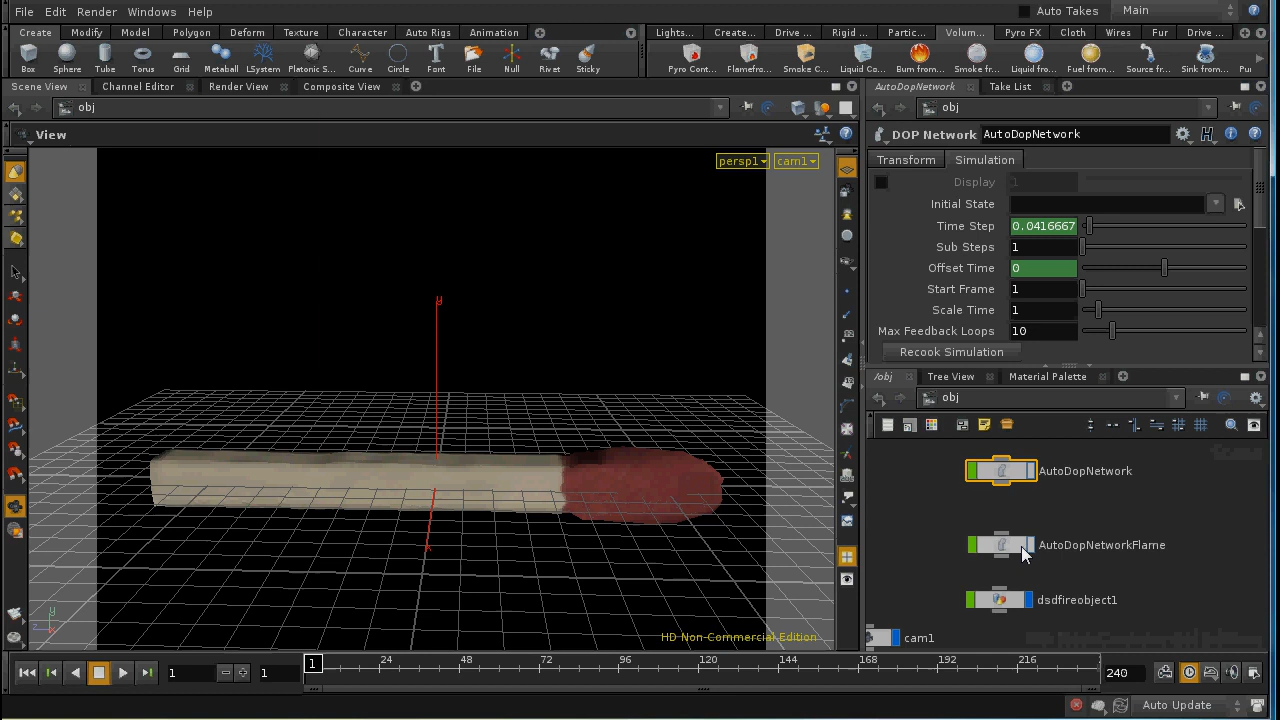 File Edit Render Windows Help Auto Takes Main
Create Modify Model Polygon Deform Texture Character Auto Rigs Animation Lights... Create... Drive ... Rigid ... Partic... Volum... Pyro FX Cloth Wires Fur Drive ...
Box Sphere Tube Torus Grid Metaball LSystem Platonic S... Curve Circle Font File Null Rivet Sticky Pyro Cont... Flamefro... Smoke C... Liquid Co... Burn from... Smoke fr... Liquid fro... Fuel from... Source fr... Sink from... Pu
Scene View Channel Editor Render View Composite View AutoDopNetwork Take List
obj obj
View DOP Network AutoDopNetwork
persp1 cam1 Transform Simulation
Display 1
Initial State
Time Step 0.0416667
Sub Steps 1
Offset Time 0
Start Frame 1
Scale Time 1
Max Feedback Loops 10
Recook Simulation
/obj Tree View Material Palette
obj
AutoDopNetwork
AutoDopNetworkFlame
dsdfireobject1
cam1
y
x
y
z
HD Non-Commercial Edition
1 1 1 24 48 72 96 120 144 168 192 216 240
Auto Update